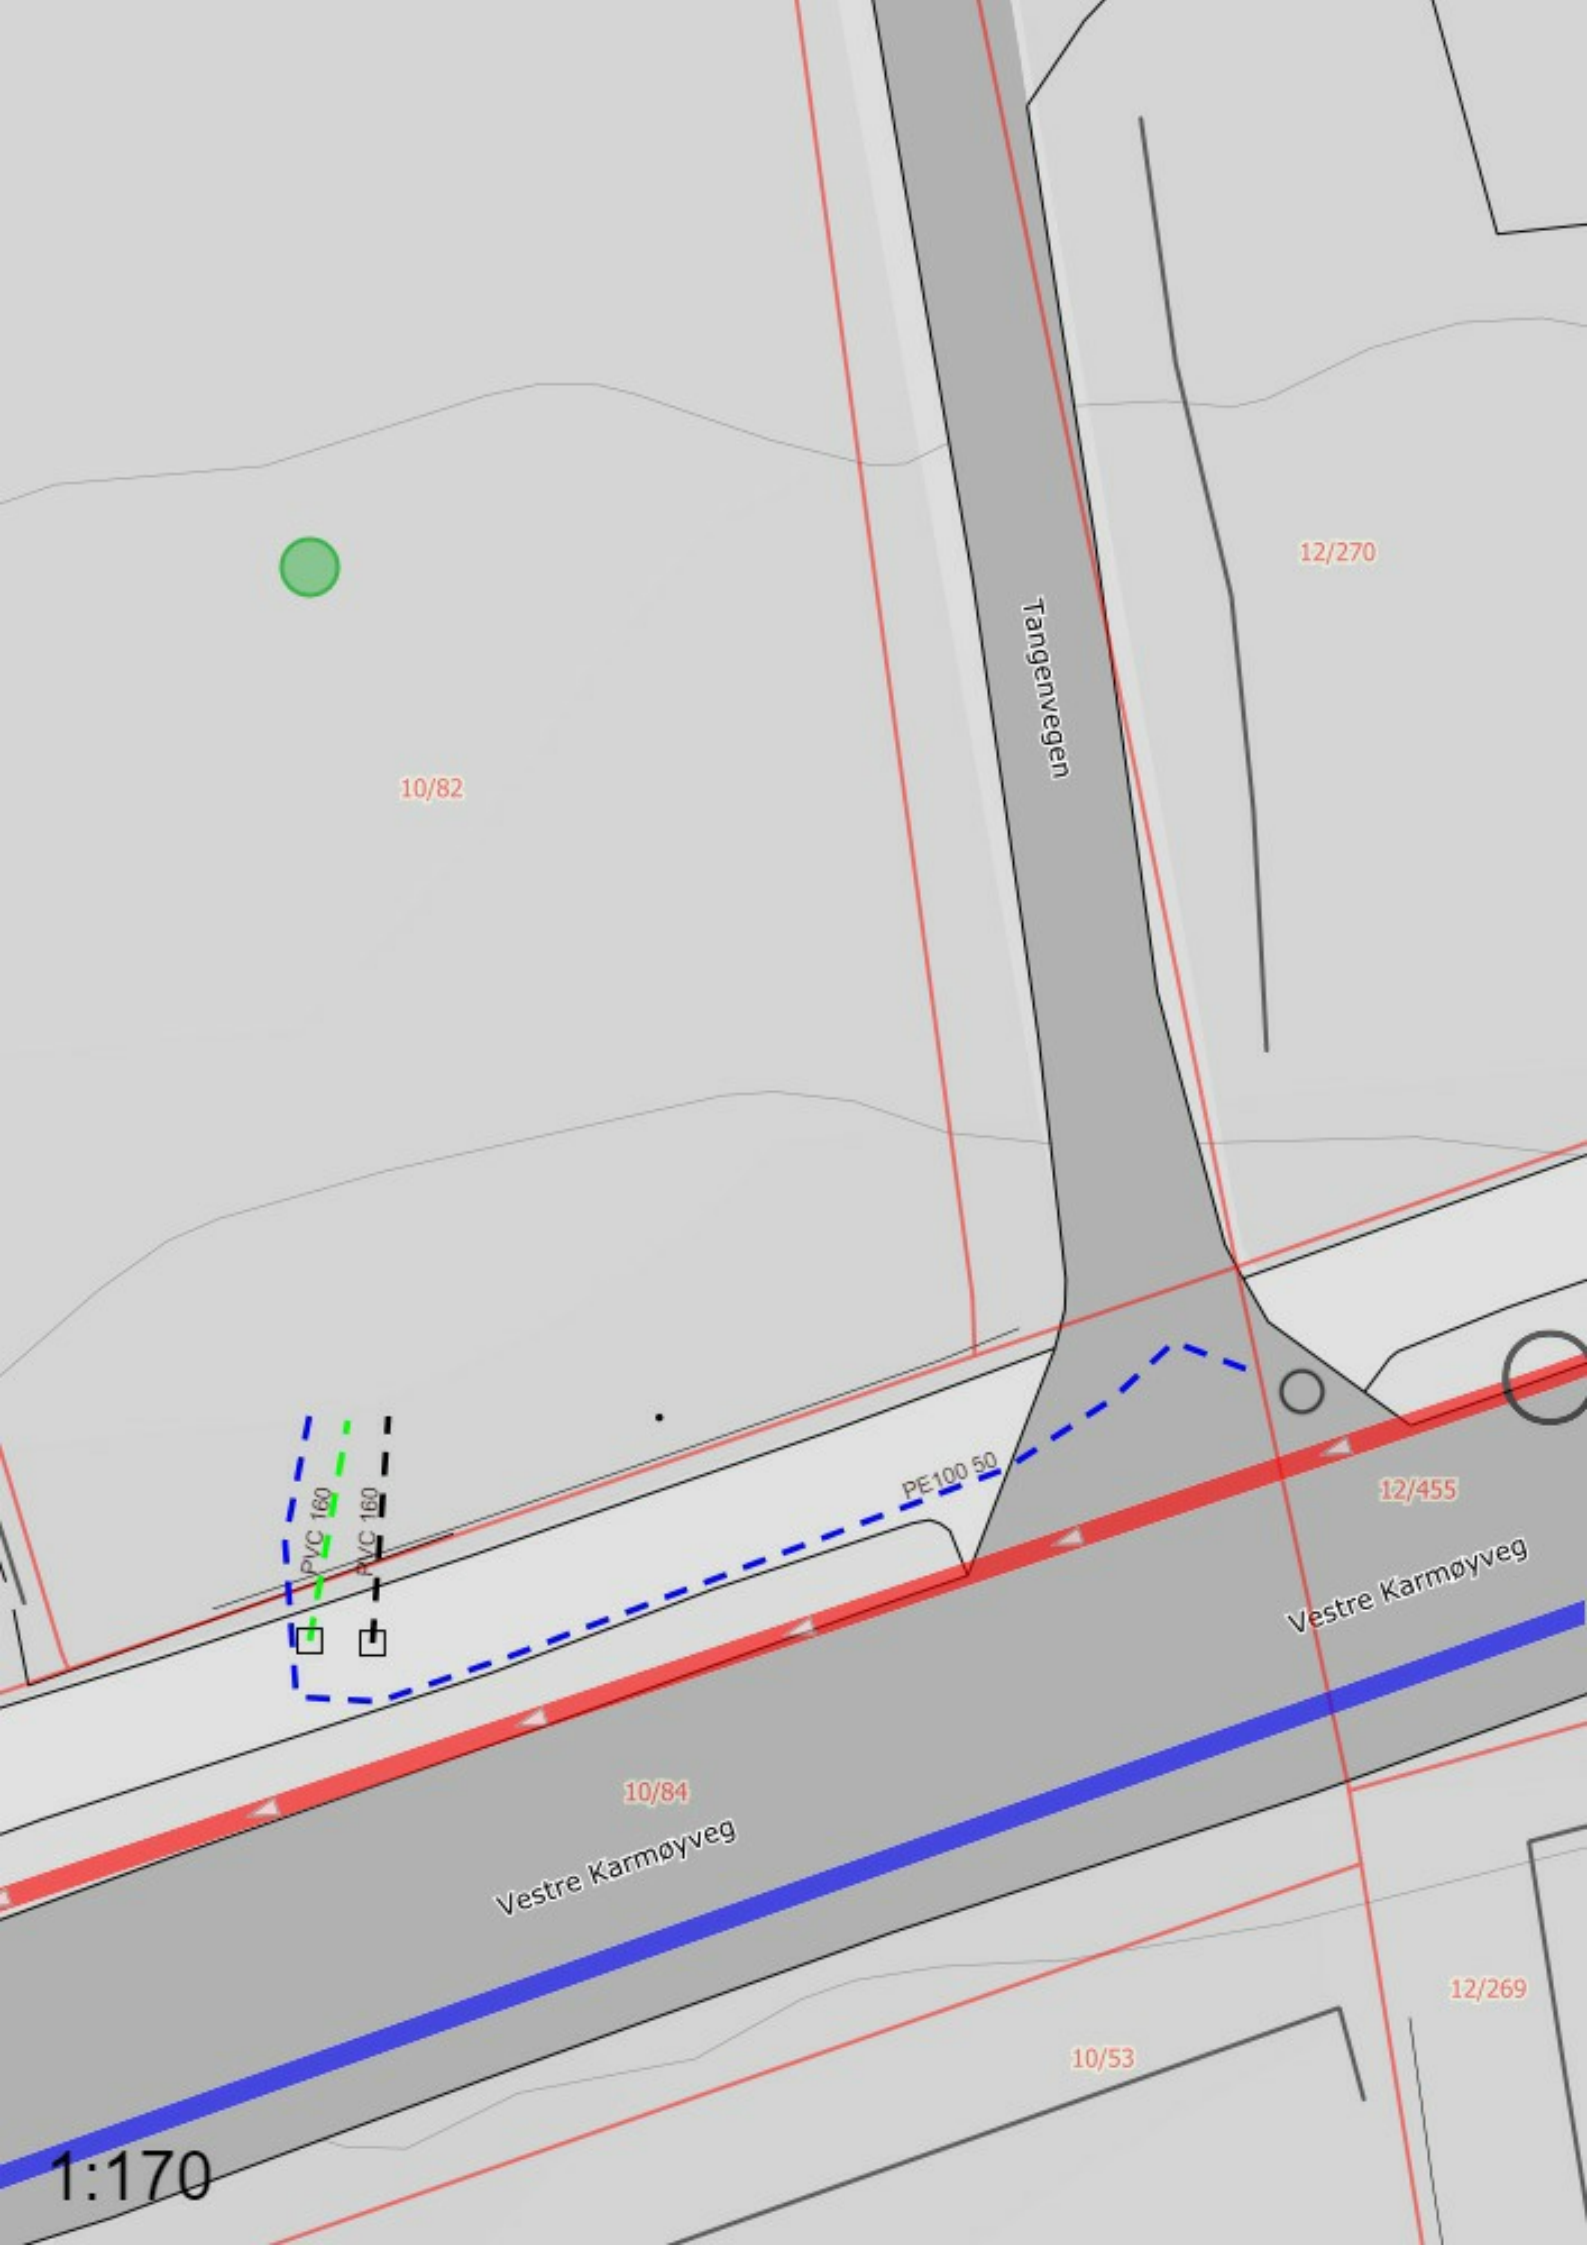 12/270
Tangenvegen
10/82
PE100 50
PVC 160
PVC 160
12/455
Vestre Karmøyveg
10/84
Vestre Karmøyveg
12/269
10/53
1:170